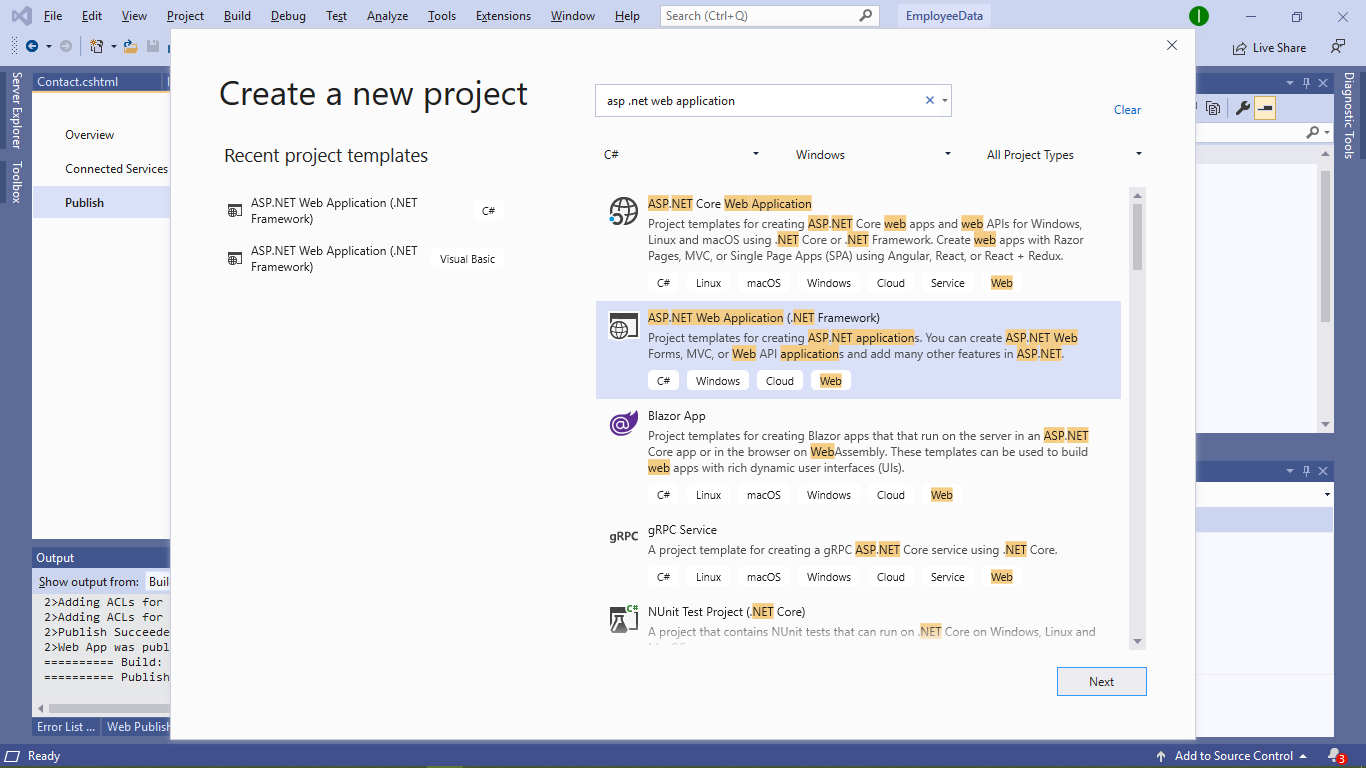 File Edit View Project Build Debug Test Analyze Tools Extensions Window Help Search (Ctrl+Q) EmployeeData
Live Share
Server Explorer
Toolbox
Contact.cshtml
Overview
Connected Services
Publish
Create a new project
asp .net web application
Clear
Recent project templates
C# Windows All Project Types
ASP.NET Web Application (.NET
Framework)
C#
ASP.NET Web Application (.NET
Framework)
Visual Basic
ASP.NET Core Web Application
Project templates for creating ASP.NET Core web apps and web APIs for Windows,
Linux and macOS using .NET Core or .NET Framework. Create web apps with Razor
Pages, MVC, or Single Page Apps (SPA) using Angular, React, or React + Redux.
C# Linux macOS Windows Cloud Service Web
ASP.NET Web Application (.NET Framework)
Project templates for creating ASP.NET applications. You can create ASP.NET Web
Forms, MVC, or Web API applications and add many other features in ASP.NET.
C# Windows Cloud Web
Blazor App
Project templates for creating Blazor apps that that run on the server in an ASP.NET
Core app or in the browser on WebAssembly. These templates can be used to build
web apps with rich dynamic user interfaces (UIs).
C# Linux macOS Windows Cloud Web
gRPC
gRPC Service
A project template for creating a gRPC ASP.NET Core service using .NET Core.
C# Linux macOS Windows Cloud Service Web
C#
NUnit Test Project (.NET Core)
A project that contains NUnit tests that can run on .NET Core on Windows, Linux and
Next
Diagnostic Tools
Output
Show output from: Buil
2>Adding ACLs for
2>Adding ACLs for
2>Publish Succeede
2>Web App was publ
========== Build:
========== Publish
Error List ... Web Publish
Ready
Add to Source Control
3